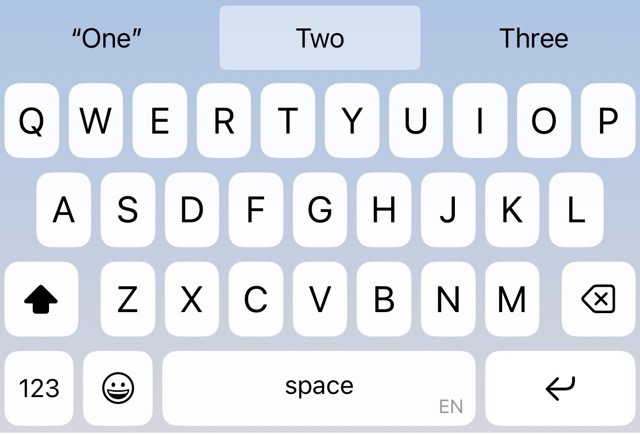 “One” Two Three
Q W E R T Y U I O P
A S D F G H J K L
Z X C V B N M
123 space EN